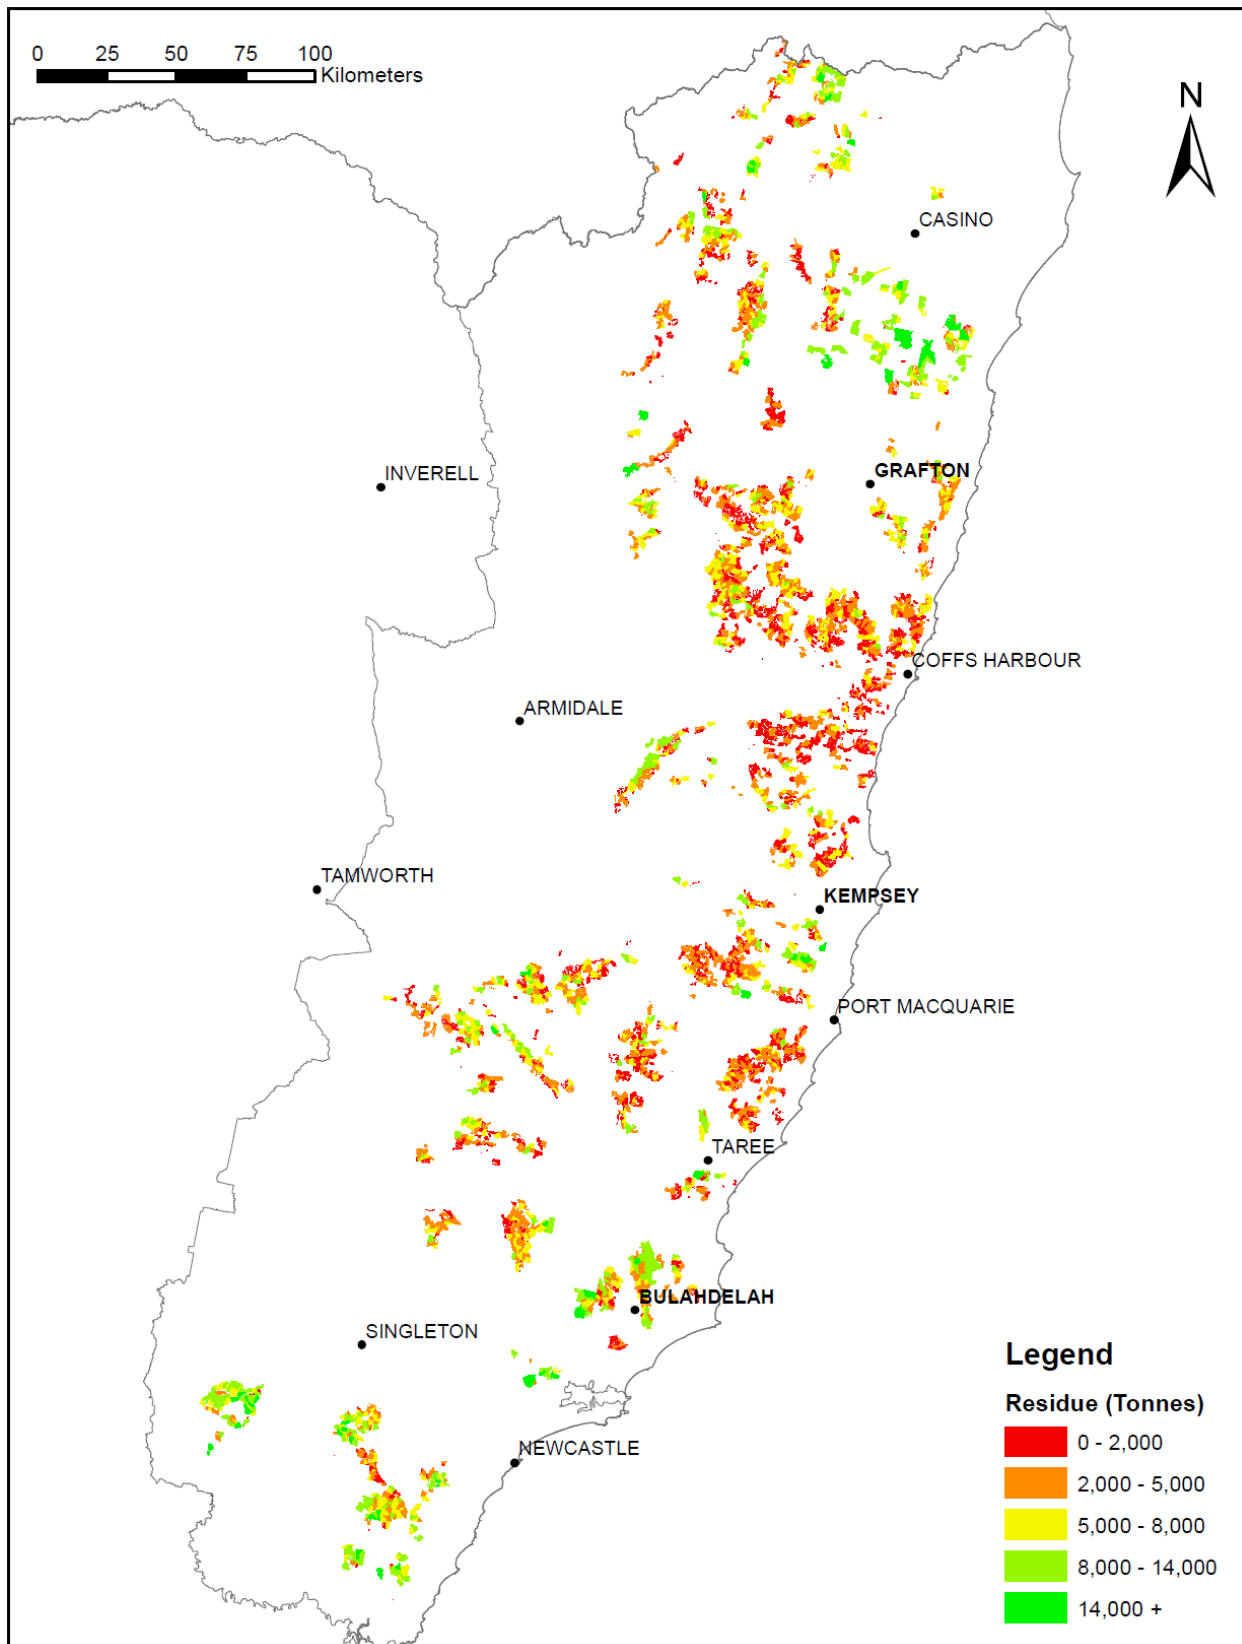 0 25 50 75 100
Kilometers
N
CASINO
INVERELL
GRAFTON
COFFS HARBOUR
ARMIDALE
TAMWORTH
KEMPSEY
PORT MACQUARIE
TAREE
BULAHDELAH
SINGLETON
NEWCASTLE
Legend
Residue (Tonnes)
0 - 2,000
2,000 - 5,000
5,000 - 8,000
8,000 - 14,000
14,000 +